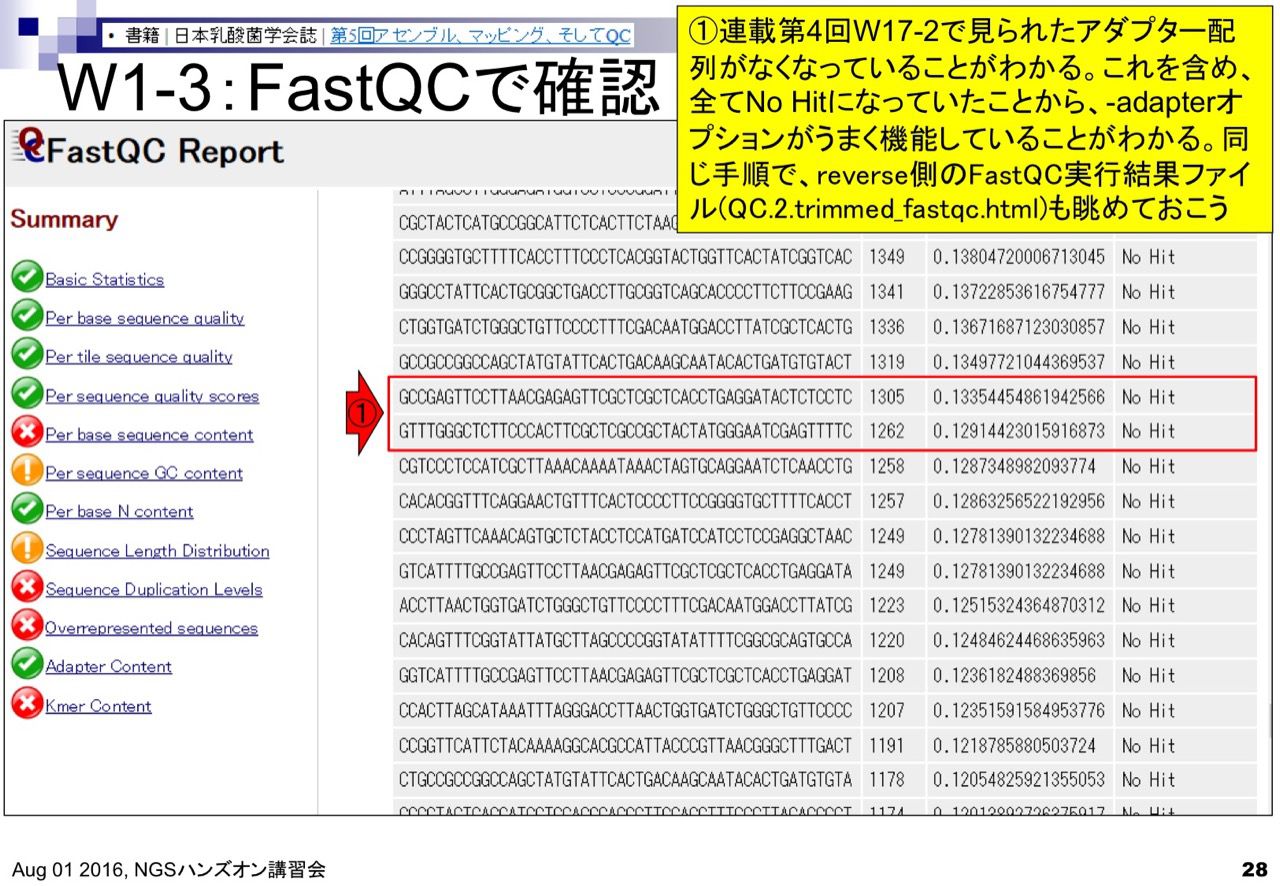 • 書籍 | 日本乳酸菌学会誌 | 第5回アセンブル、マッピング、そしてQC
W1-3：FastQCで確認
①連載第4回W17-2で見られたアダプター配
列がなくなっていることがわかる。これを含め、
全てNo Hitになっていたことから、-adapterオ
プションがうまく機能していることがわかる。同
じ手順で、reverse側のFastQC実行結果ファイ
ル(QC.2.trimmed_fastqc.html)も眺めておこう
FastQC Report
Summary
Basic Statistics
Per base sequence quality
Per tile sequence quality
Per sequence quality scores
Per base sequence content
Per sequence GC content
Per base N content
Sequence Length Distribution
Sequence Duplication Levels
Overrepresented sequences
Adapter Content
Kmer Content
CGCTACTCATGCCGGCATTCTCACTTCTAAG
CCGGGGTGCTTTTCACCTTTCCCTCACGGTACTGGTTCACTATCGGTCAC 1349 0.13804720006713045 No Hit
GGGCCTATTCACTGCGGCTGACCTTGCGGTCAGCACCCCTTCTTCCGAAG 1341 0.13722853616754777 No Hit
CTGGTGATCTGGGCTGTTCCCCTTTCGACAATGGACCTTATCGCTCACTG 1336 0.13671687123030857 No Hit
GCCGCCGGCCAGCTATGTATTCACTGACAAGCAATACACTGATGTGTACT 1319 0.13497721044369537 No Hit
①
GCCGAGTTCCTTAACGAGAGTTCGCTCGCTCACCTGAGGATACTCTCCTC 1305 0.13354454861942566 No Hit
GTTTGGGCTCTTCCCACTTCGCTCGCCGCTACTATGGGAATCGAGTTTTC 1262 0.12914423015916873 No Hit
CGTCCCTCCATCGCTTAAACAAAATAAACTAGTGCAGGAATCTCAACCTG 1258 0.1287348982093774 No Hit
CACACGGTTTCAGGAACTGTTTCACTCCCCTTCCGGGGTGCTTTTCACCT 1257 0.12863256522192956 No Hit
CCCTAGTTCAAACAGTGCTCTACCTCCATGATCCATCCTCCGAGGCTAAC 1249 0.12781390132234688 No Hit
GTCATTTTGCCGAGTTCCTTAACGAGAGTTCGCTCGCTCACCTGAGGATA 1249 0.12781390132234688 No Hit
ACCTTAACTGGTGATCTGGGCTGTTCCCCTTTCGACAATGGACCTTATCG 1223 0.12515324364870312 No Hit
CACAGTTTCGGTATTATGCTTAGCCCCGGTATATTTTCGGCGCAGTGCCA 1220 0.12484624468635963 No Hit
GGTCATTTTGCCGAGTTCCTTAACGAGAGTTCGCTCGCTCACCTGAGGAT 1208 0.1236182488369856 No Hit
CCACTTAGCATAAATTTAGGGACCTTAACTGGTGATCTGGGCTGTTCCCC 1207 0.12351591584953776 No Hit
CCGGTTCATTCTACAAAAGGCACGCCATTACCCGTTAACGGGCTTTGACT 1191 0.1218785880503724 No Hit
CTGCCGCCGGCCAGCTATGTATTCACTGACAAGCAATACACTGATGTGTA 1178 0.12054825921355053 No Hit
Aug 01 2016, NGSハンズオン講習会
28